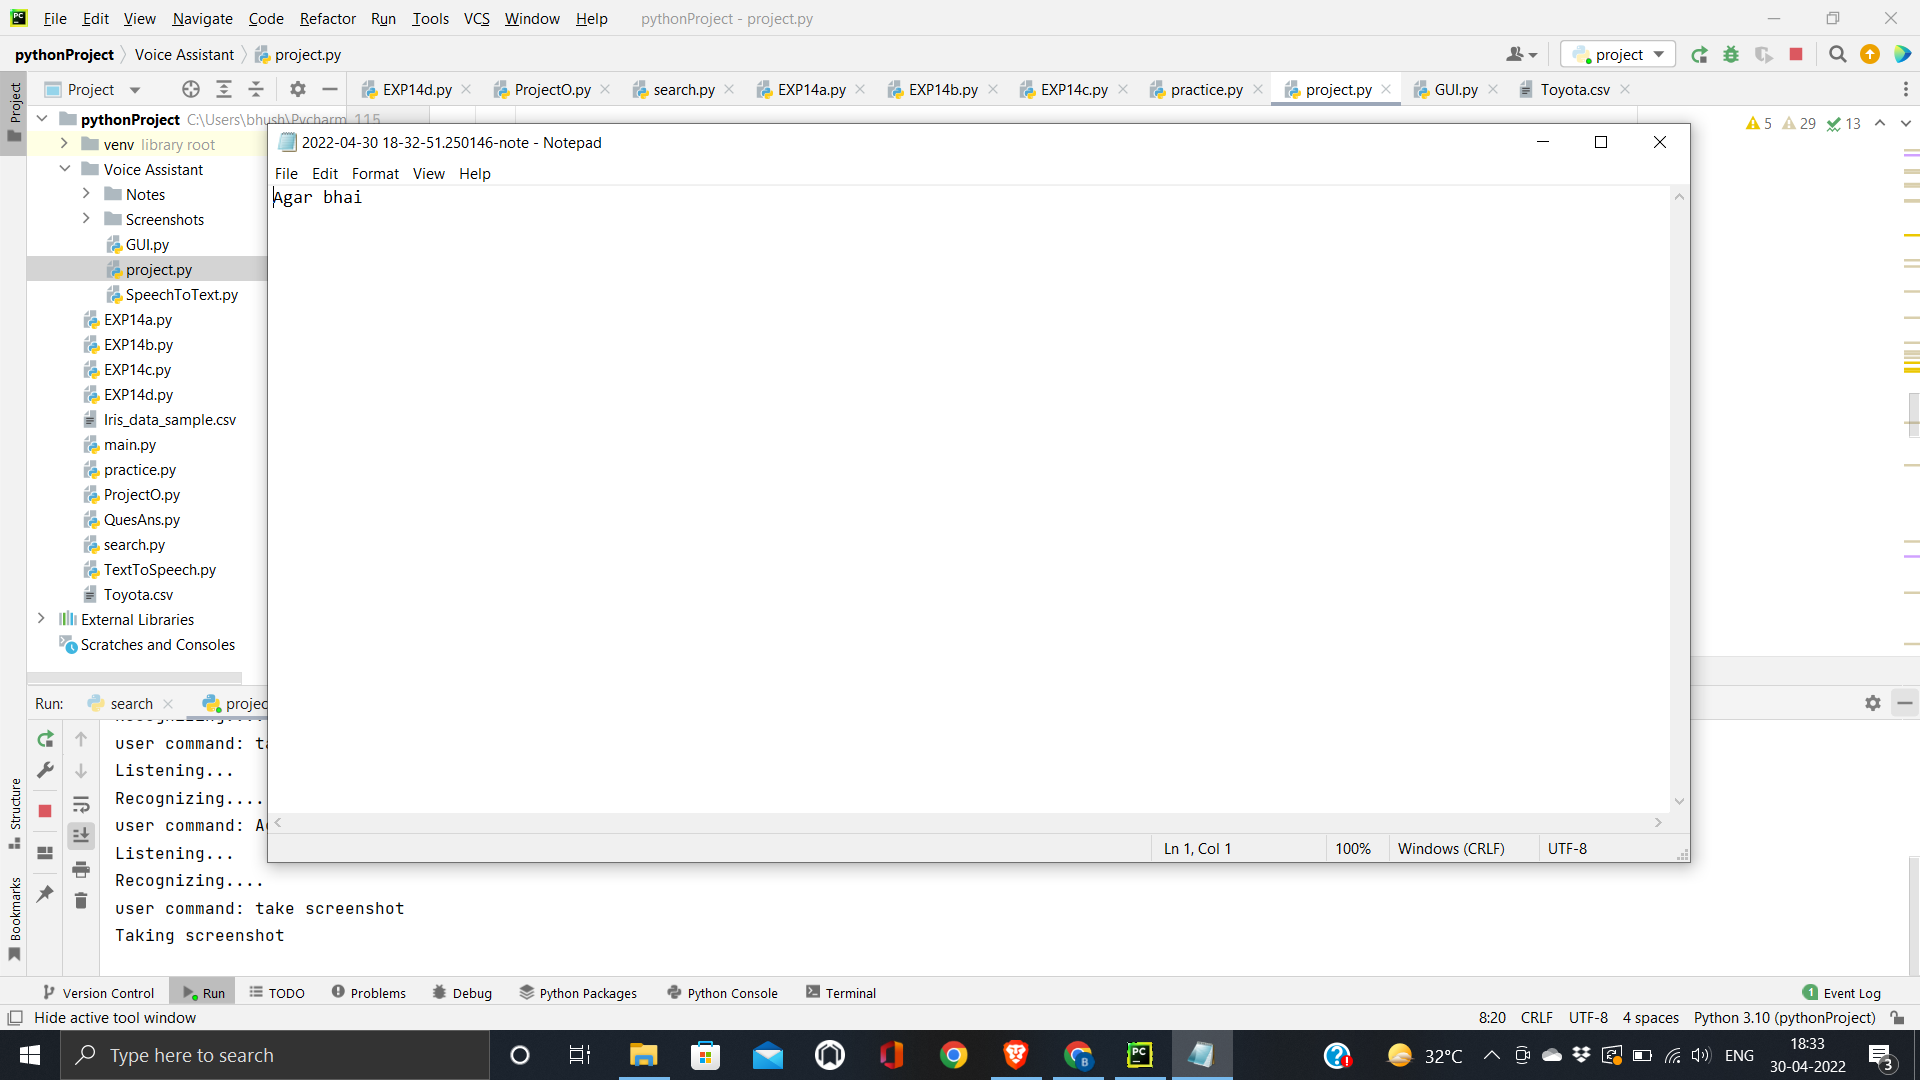 File Edit View Navigate Code Refactor Run Tools VCS Window Help pythonProject - project.py
pythonProject Voice Assistant project.py project
Project EXP14d.py ProjectO.py search.py EXP14a.py EXP14b.py EXP14c.py practice.py project.py GUI.py Toyota.csv
Project
pythonProject C:\Users\bhush\Pycharm 115 5 29 13
venv library root
Voice Assistant
Notes
Screenshots
GUI.py
project.py
SpeechToText.py
EXP14a.py
EXP14b.py
EXP14c.py
EXP14d.py
Iris_data_sample.csv
main.py
practice.py
ProjectO.py
QuesAns.py
search.py
TextToSpeech.py
Toyota.csv
External Libraries
Scratches and Consoles
2022-04-30 18-32-51.250146-note - Notepad
File Edit Format View Help
Agar bhai
Ln 1, Col 1 100% Windows (CRLF) UTF-8
Run: search projec
user command: ta
Listening...
Recognizing....
user command: A
Listening...
Recognizing....
user command: take screenshot
Taking screenshot
Structure
Bookmarks
Version Control Run TODO Problems Debug Python Packages Python Console Terminal 1 Event Log
Hide active tool window 8:20 CRLF UTF-8 4 spaces Python 3.10 (pythonProject)
Type here to search 32°C ENG 18:33
30-04-2022 3